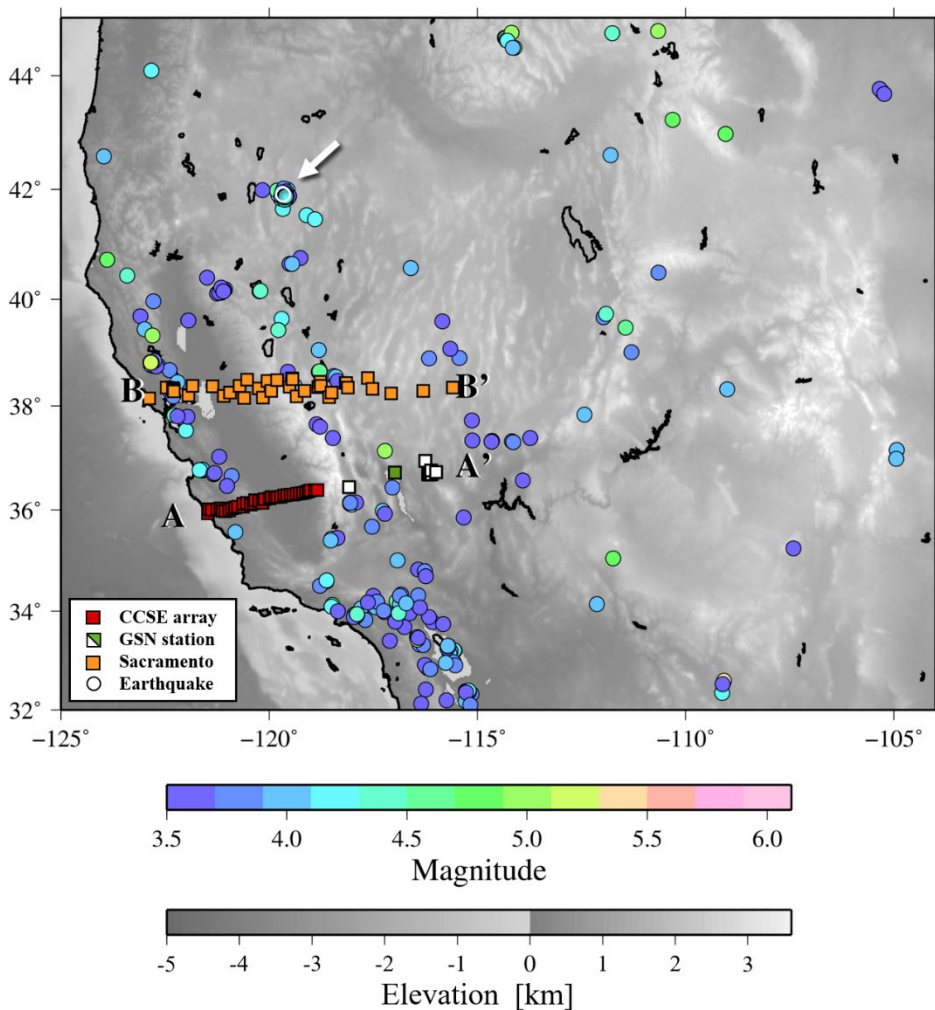 44°
42°
40°
38°
36°
34°
32°
B B’
A’
A
CCSE array
GSN station
Sacramento
Earthquake
−125° −120° −115° −110° −105°
3.5 4.0 4.5 5.0 5.5 6.0
Magnitude
-5 -4 -3 -2 -1 0 1 2 3
Elevation [km]